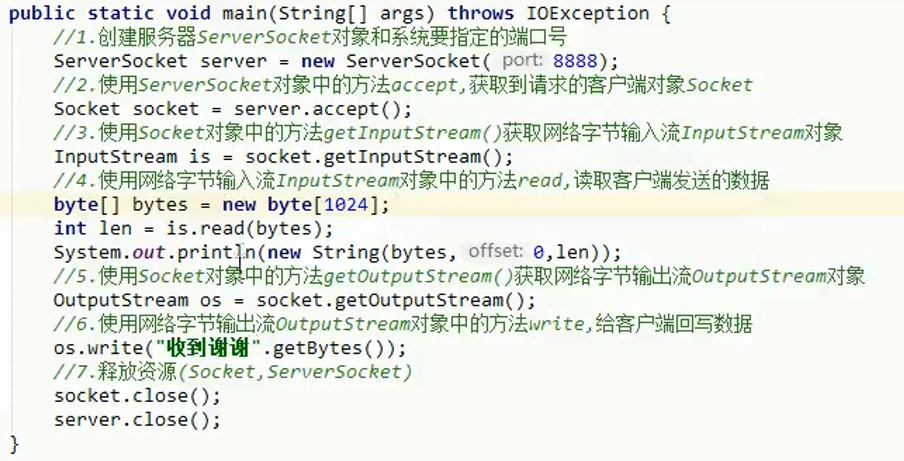 public static void main(String[] args) throws IOException {
//1.创建服务器ServerSocket对象和系统要指定的端口号
ServerSocket server = new ServerSocket( port: 8888);
//2.使用ServerSocket对象中的方法accept,获取到请求的客户端对象Socket
Socket socket = server.accept();
//3.使用Socket对象中的方法getInputStream()获取网络字节输入流InputStream对象
InputStream is = socket.getInputStream();
//4.使用网络字节输入流InputStream对象中的方法read,读取客户端发送的数据
byte[] bytes = new byte[1024];
int len = is.read(bytes);
System.out.println(new String(bytes, offset: 0,len));
//5.使用Socket对象中的方法getOutputStream()获取网络字节输出流OutputStream对象
OutputStream os = socket.getOutputStream();
//6.使用网络字节输出流OutputStream对象中的方法write,给客户端回写数据
os.write("收到谢谢".getBytes());
//7.释放资源(Socket,ServerSocket)
socket.close();
server.close();
}